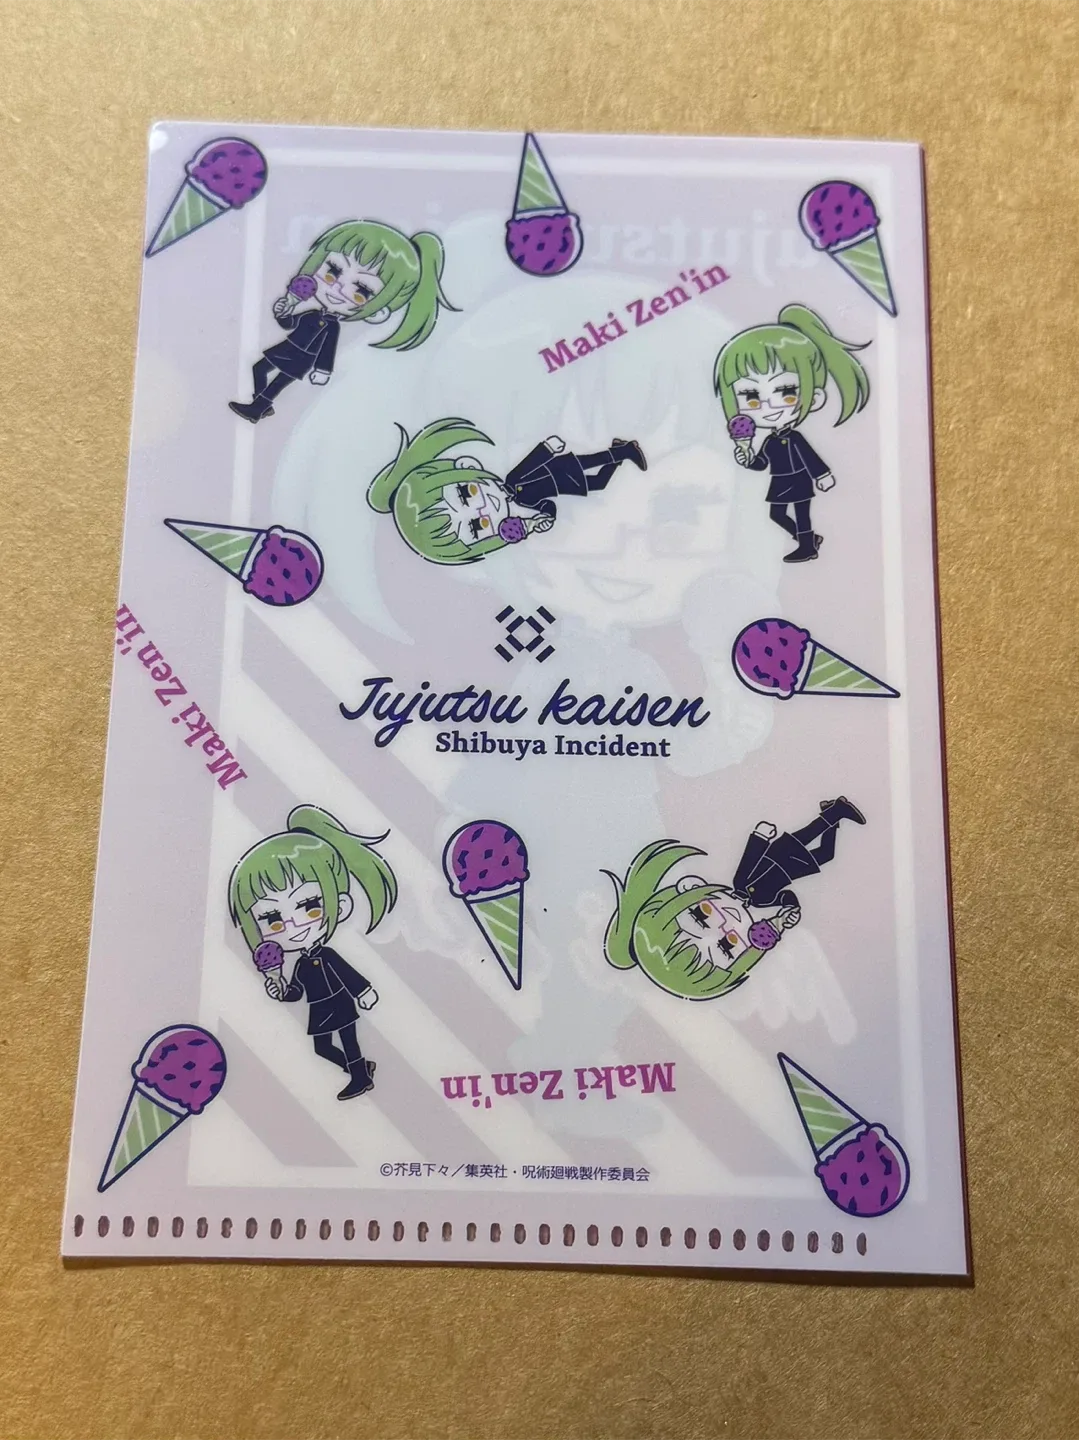 Maki Zen'in
Jujutsu kaisen
Shibuya Incident
Maki Zen'in
Maki Zen'in
©芥見下々／集英社・呪術廻戦製作委員会